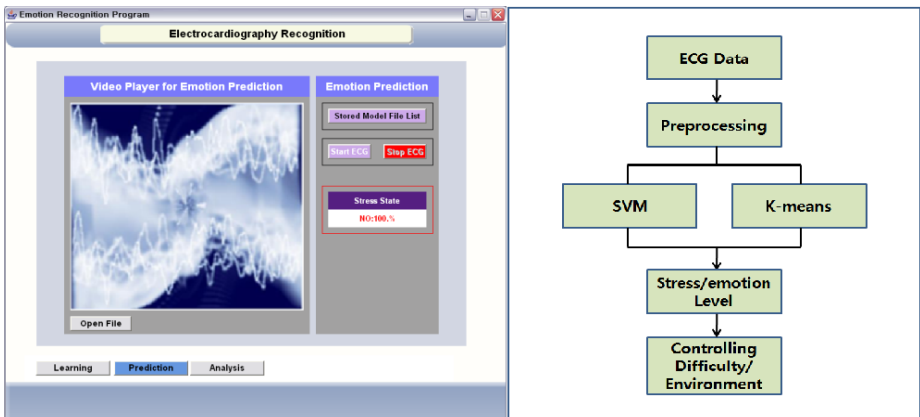 Emotion Recognition Program
Electrocardiography Recognition
Video Player for Emotion Prediction
Open File
Emotion Prediction
Stored Model File List
Start ECG
Stop ECG
Stress State
NO:100.%
Learning
Prediction
Analysis
ECG Data
Preprocessing
SVM
K-means
Stress/emotion
Level
Controlling
Difficulty/
Environment